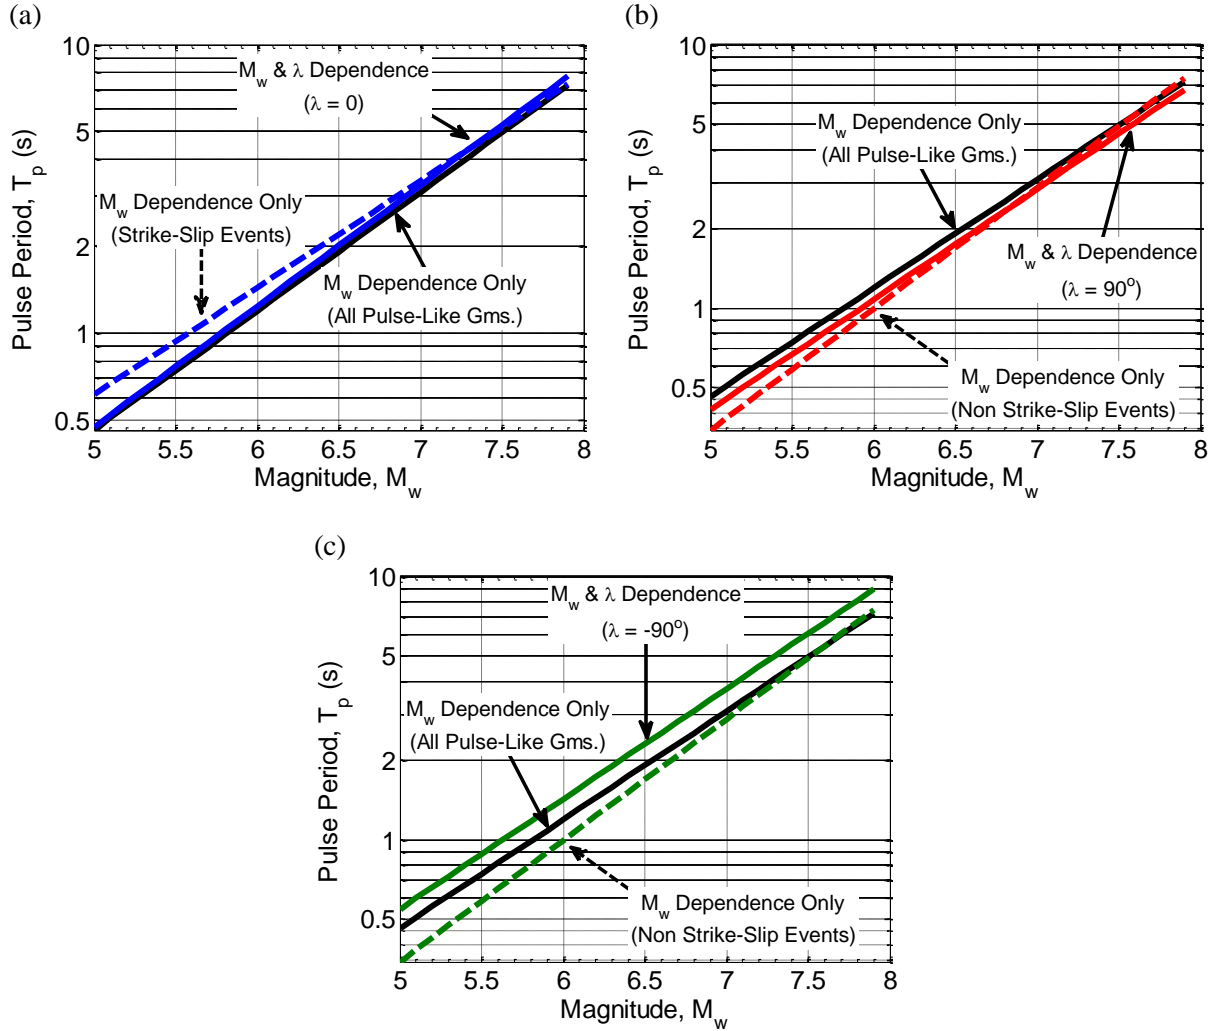 (a)
10
5
2
1
0.5
Pulse Period, T_p (s)
M_w & λ Dependence
(λ = 0)
M_w Dependence Only
(Strike-Slip Events)
M_w Dependence Only
(All Pulse-Like Gms.)
5 5.5 6 6.5 7 7.5 8
Magnitude, M_w
(b)
10
5
2
1
0.5
Pulse Period, T_p (s)
M_w Dependence Only
(All Pulse-Like Gms.)
M_w & λ Dependence
(λ = 90°)
M_w Dependence Only
(Non Strike-Slip Events)
5 5.5 6 6.5 7 7.5 8
Magnitude, M_w
(c)
10
5
2
1
0.5
Pulse Period, T_p (s)
M_w & λ Dependence
(λ = -90°)
M_w Dependence Only
(All Pulse-Like Gms.)
M_w Dependence Only
(Non Strike-Slip Events)
5 5.5 6 6.5 7 7.5 8
Magnitude, M_w